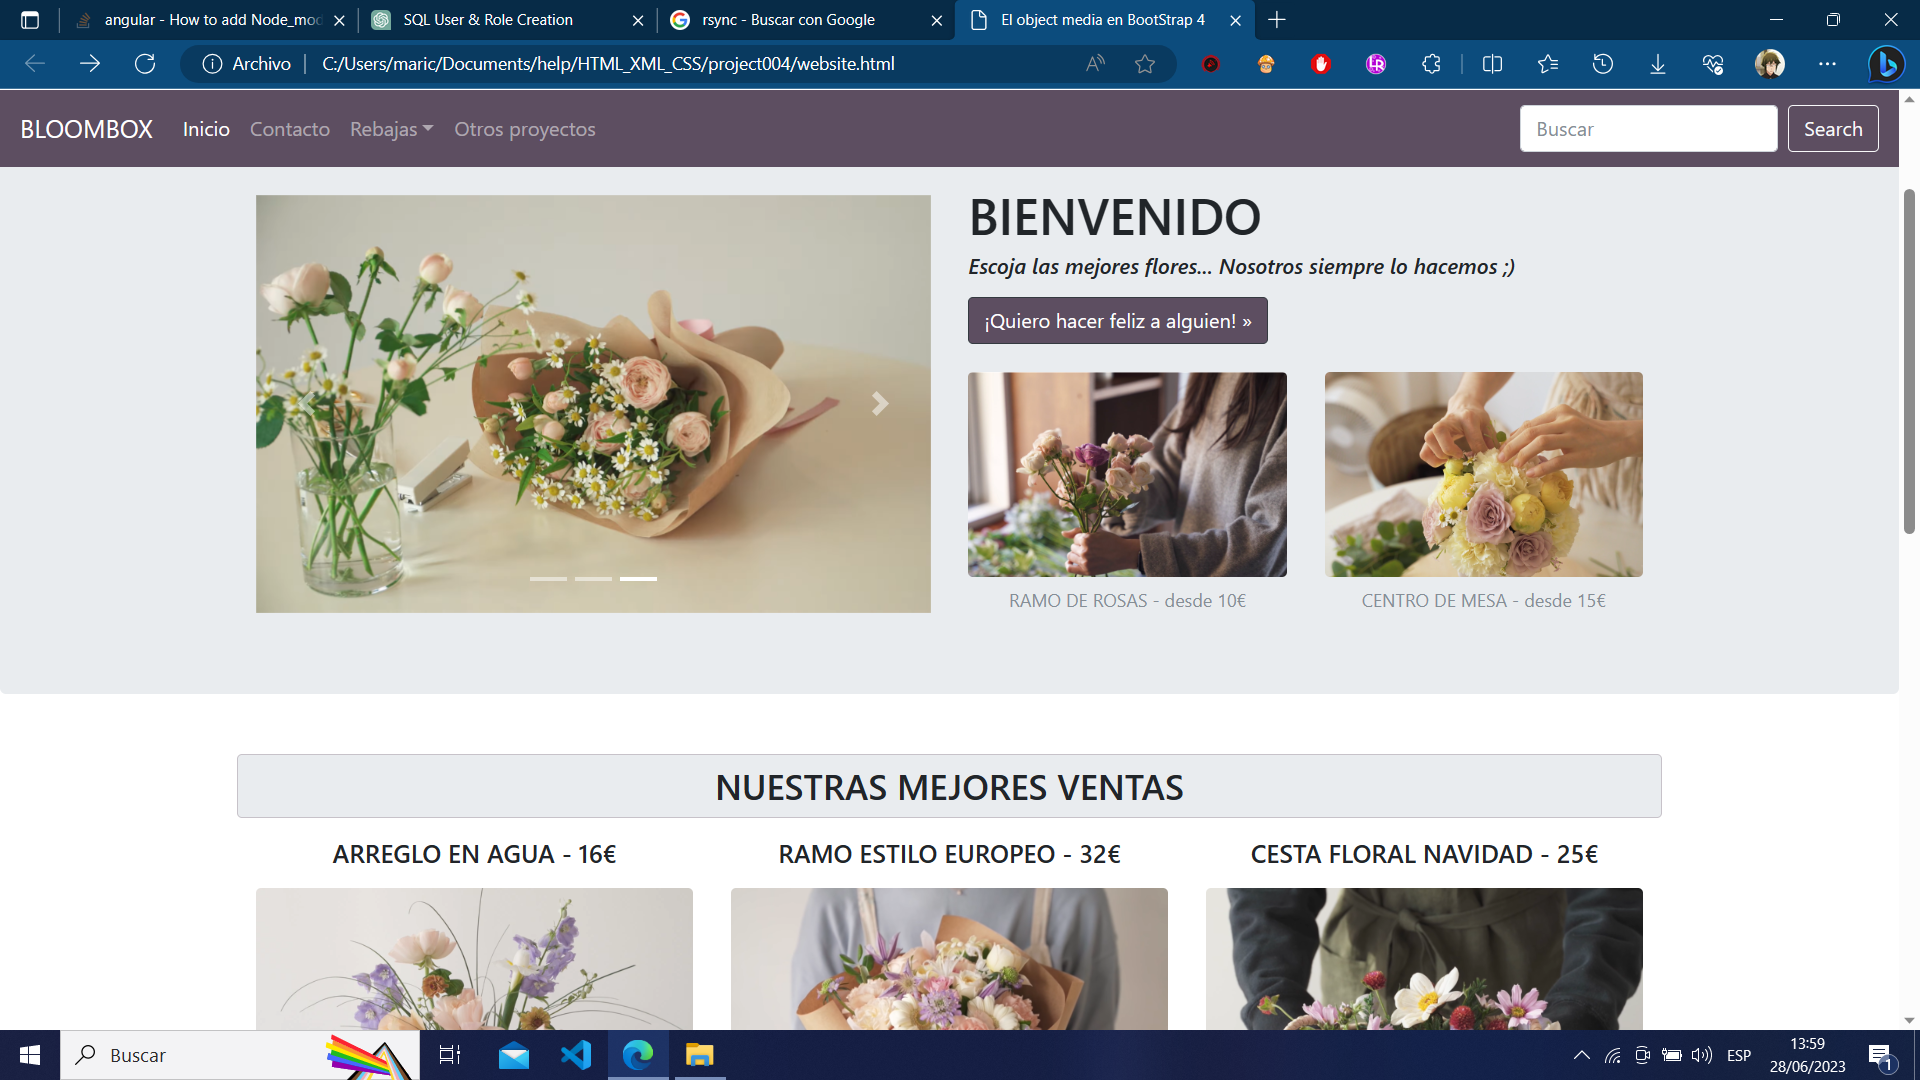 angular - How to add Node_mod
SQL User & Role Creation
rsync - Buscar con Google
El object media en BootStrap 4
Archivo
C:/Users/maric/Documents/help/HTML_XML_CSS/project004/website.html
BLOOMBOX
Inicio
Contacto
Rebajas
Otros proyectos
Buscar
Search
BIENVENIDO
Escoja las mejores flores... Nosotros siempre lo hacemos ;)
¡Quiero hacer feliz a alguien! »
RAMO DE ROSAS - desde 10€
CENTRO DE MESA - desde 15€
NUESTRAS MEJORES VENTAS
ARREGLO EN AGUA - 16€
RAMO ESTILO EUROPEO - 32€
CESTA FLORAL NAVIDAD - 25€
Buscar
ESP
13:59
28/06/2023
1